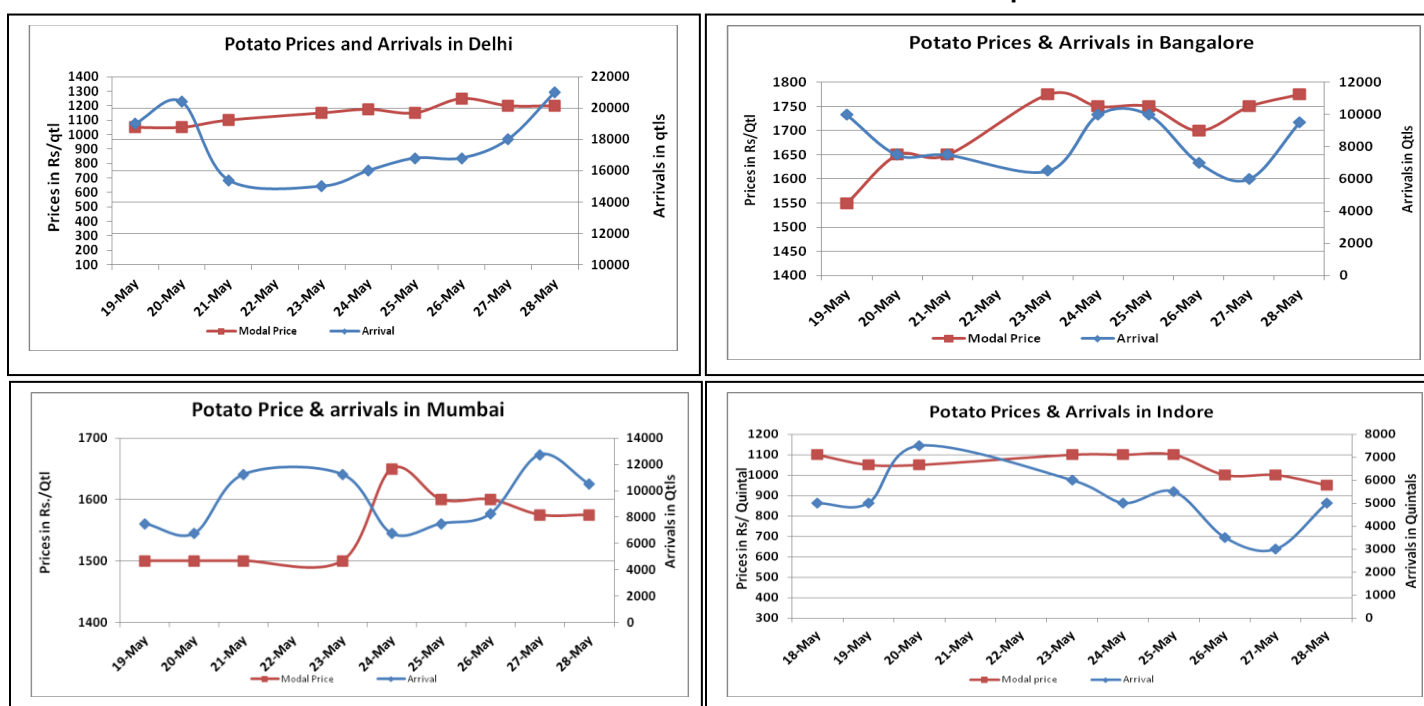 Potato Prices and Arrivals in Delhi
Prices in Rs/qtl
1400
1300
1200
1100
1000
900
800
700
600
500
400
300
200
100
22000
20000
18000
16000
14000
12000
10000
Arrivals in qtls
19-May
20-May
21-May
22-May
23-May
24-May
25-May
26-May
27-May
28-May
Modal Price
Arrival
Potato Prices & Arrivals in Bangalore
Prices in Rs/Qtl
1800
1750
1700
1650
1600
1550
1500
1450
1400
12000
10000
8000
6000
4000
2000
0
Arrivals in Qtls
19-May
20-May
21-May
22-May
23-May
24-May
25-May
26-May
27-May
28-May
Modal Price
Arrival
Potato Price & arrivals in Mumbai
Prices in Rs./Qtl
1700
1600
1500
1400
14000
12000
10000
8000
6000
4000
2000
0
Arrivals in Qtls
19-May
20-May
21-May
22-May
23-May
24-May
25-May
26-May
27-May
28-May
Modal Price
Arrival
Potato Prices & Arrivals in Indore
Prices in Rs/ Quintal
1200
1100
1000
900
800
700
600
500
400
300
8000
7000
6000
5000
4000
3000
2000
1000
0
Arrivals in Quintals
18-May
19-May
20-May
21-May
22-May
23-May
24-May
25-May
26-May
27-May
28-May
Modal price
Arrival